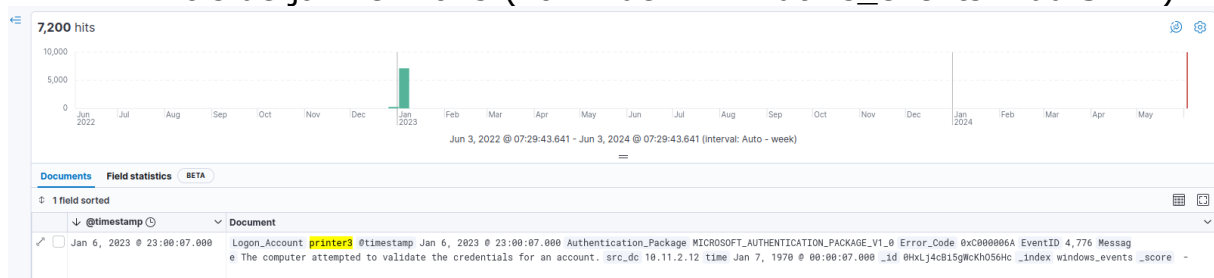 7,200 hits
10,000
5,000
0
Jun Jul Aug Sep Oct Nov Dec Jan Feb Mar Apr May Jun Jul Aug Sep Oct Nov Dec Jan Feb Mar Apr May
2022 2023 2024
Jun 3, 2022 @ 07:29:43.641 - Jun 3, 2024 @ 07:29:43.641 (interval: Auto - week)
Documents Field statistics BETA
1 field sorted
@timestamp Document
Jan 6, 2023 @ 23:00:07.000 Logon_Account printer3 @timestamp Jan 6, 2023 @ 23:00:07.000 Authentication_Package MICROSOFT_AUTHENTICATION_PACKAGE_V1_0 Error_Code 0xC000006A EventID 4,776 Messag
e The computer attempted to validate the credentials for an account. src_dc 10.11.2.12 time Jan 7, 1970 @ 00:00:07.000 _id 0HxLj4cBi5gWcKhO56Hc _index windows_events _score -